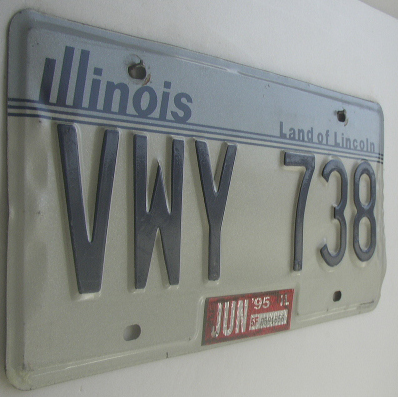 Illinois
Land of Lincoln
VWY 738
JUN '95 IL